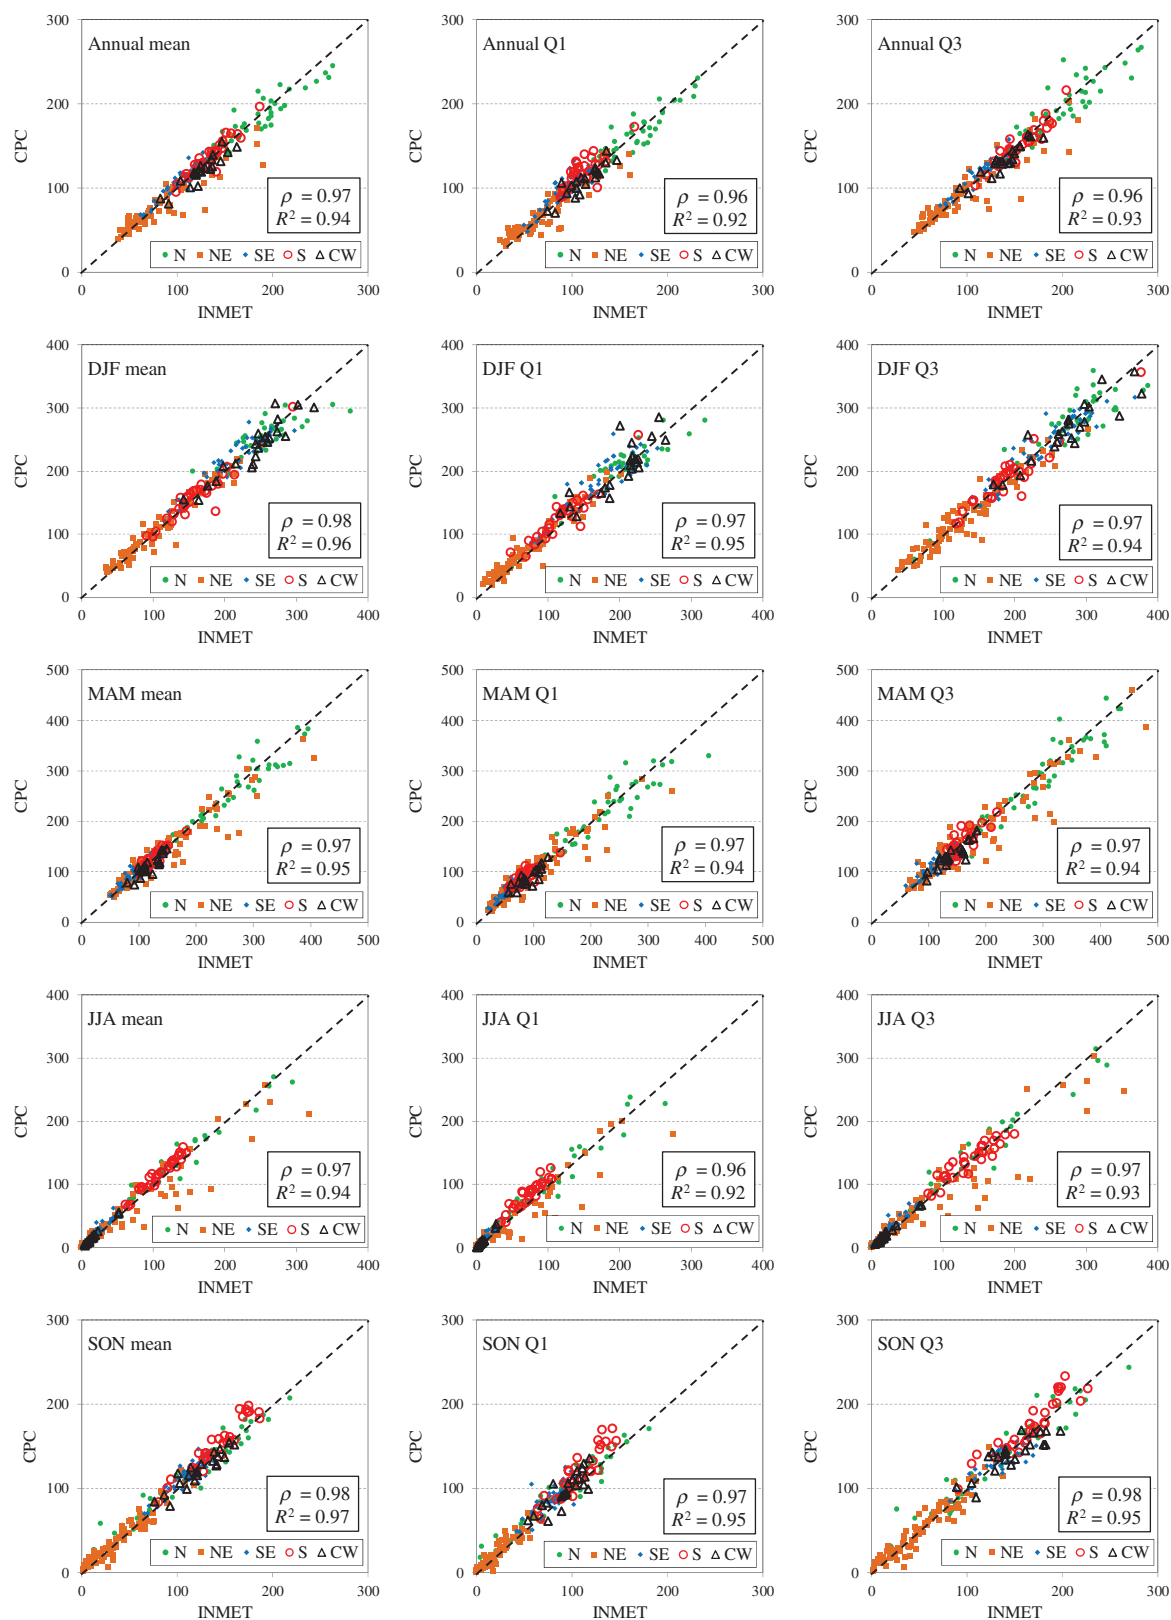 Annual mean
300
200
100
0
0 100 200 300
CPC
INMET
ρ = 0.97
R² = 0.94
N NE SE S CW
Annual Q1
300
200
100
0
0 100 200 300
CPC
INMET
ρ = 0.96
R² = 0.92
N NE SE S CW
Annual Q3
300
200
100
0
0 100 200 300
CPC
INMET
ρ = 0.96
R² = 0.93
N NE SE S CW
DJF mean
400
300
200
100
0
0 100 200 300 400
CPC
INMET
ρ = 0.98
R² = 0.96
N NE SE S CW
DJF Q1
400
300
200
100
0
0 100 200 300 400
CPC
INMET
ρ = 0.97
R² = 0.95
N NE SE S CW
DJF Q3
400
300
200
100
0
0 100 200 300 400
CPC
INMET
ρ = 0.97
R² = 0.94
N NE SE S CW
MAM mean
500
400
300
200
100
0
0 100 200 300 400 500
CPC
INMET
ρ = 0.97
R² = 0.95
N NE SE S CW
MAM Q1
500
400
300
200
100
0
0 100 200 300 400 500
CPC
INMET
ρ = 0.97
R² = 0.94
N NE SE S CW
MAM Q3
500
400
300
200
100
0
0 100 200 300 400 500
CPC
INMET
ρ = 0.97
R² = 0.94
N NE SE S CW
JJA mean
400
300
200
100
0
0 100 200 300 400
CPC
INMET
ρ = 0.97
R² = 0.94
N NE SE S CW
JJA Q1
400
300
200
100
0
0 100 200 300 400
CPC
INMET
ρ = 0.96
R² = 0.92
N NE SE S CW
JJA Q3
400
300
200
100
0
0 100 200 300 400
CPC
INMET
ρ = 0.97
R² = 0.93
N NE SE S CW
SON mean
300
200
100
0
0 100 200 300
CPC
INMET
ρ = 0.98
R² = 0.97
N NE SE S CW
SON Q1
300
200
100
0
0 100 200 300
CPC
INMET
ρ = 0.97
R² = 0.95
N NE SE S CW
SON Q3
300
200
100
0
0 100 200 300
CPC
INMET
ρ = 0.98
R² = 0.95
N NE SE S CW